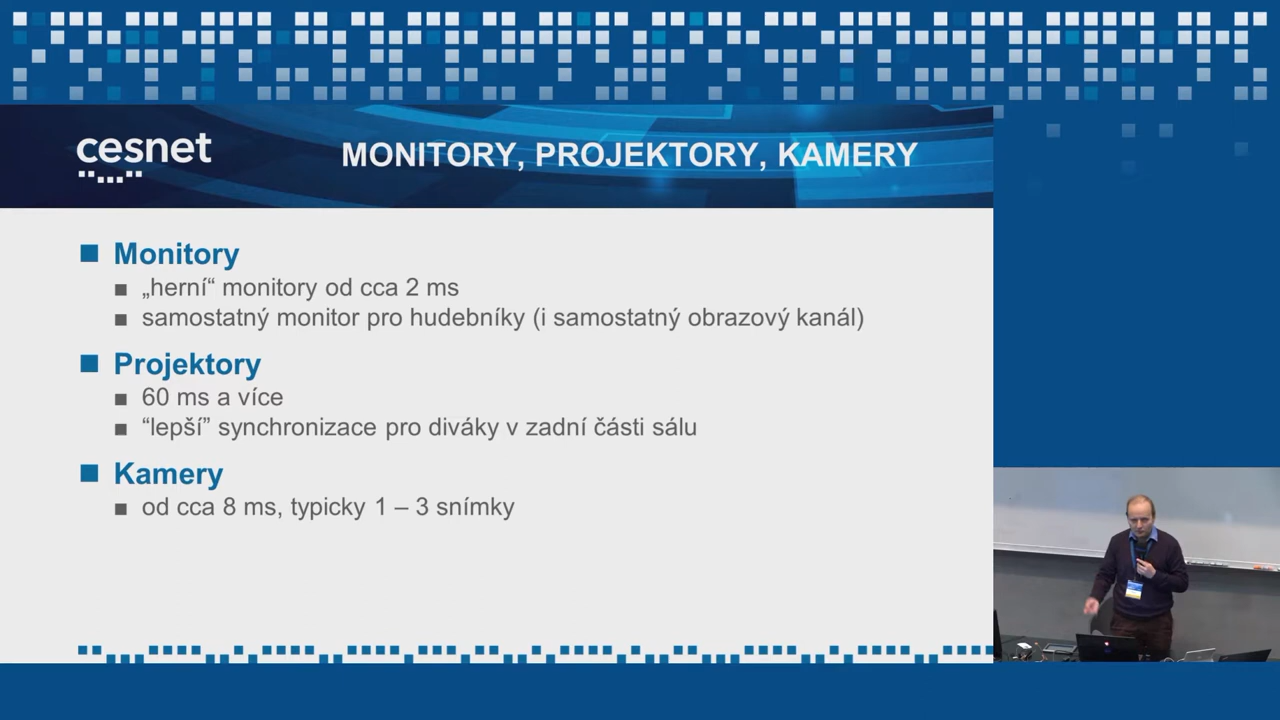 cesnet
MONITORY, PROJEKTORY, KAMERY
Monitory
„herní“ monitory od cca 2 ms
samostatný monitor pro hudebníky (i samostatný obrazový kanál)
Projektory
60 ms a více
“lepší” synchronizace pro diváky v zadní části sálu
Kamery
od cca 8 ms, typicky 1 – 3 snímky